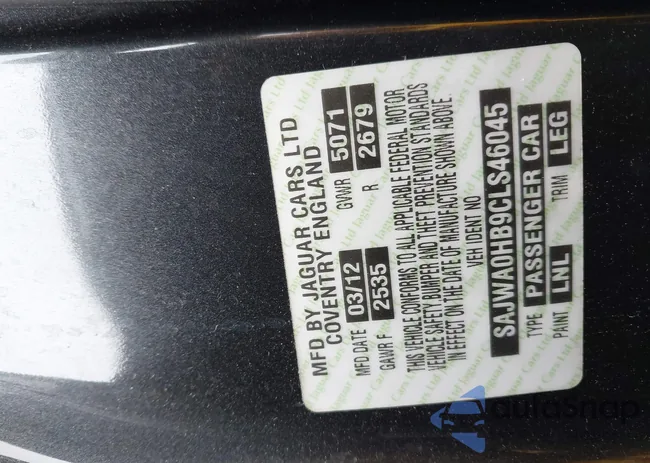 MFD BY JAGUAR CARS LTD
COVENTRY ENGLAND
MFD DATE 03/12 GVWR 5071
GAWR F 2535 R 2679
THIS VEHICLE CONFORMS TO ALL APPLICABLE FEDERAL MOTOR
VEHICLE SAFETY BUMPER AND THEFT PREVENTION STANDARDS
IN EFFECT ON THE DATE OF MANUFACTURE SHOWN ABOVE.
VEH IDENT NO
SAJWA0HB9CLS46045
TYPE PASSENGER CAR
PAINT LNL TRIM LEG
autoSnap